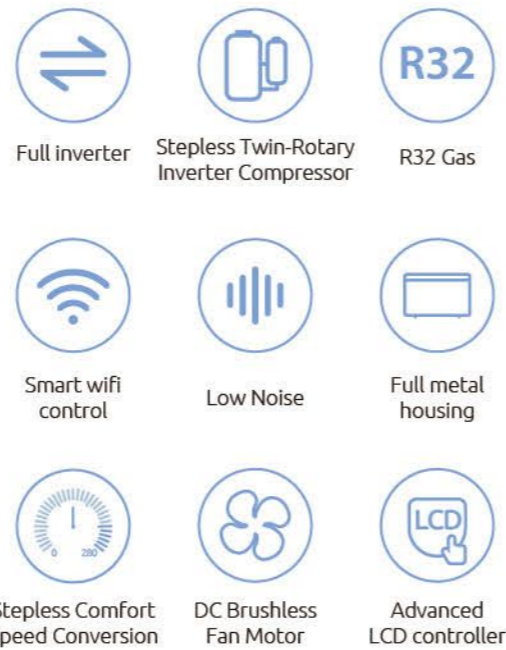 R32
Full inverter
Stepless Twin-Rotary
Inverter Compressor
R32 Gas
Smart wifi
control
Low Noise
Full metal
housing
0
280
LCD
Stepless Comfort
Speed Conversion
DC Brushless
Fan Motor
Advanced
LCD controller